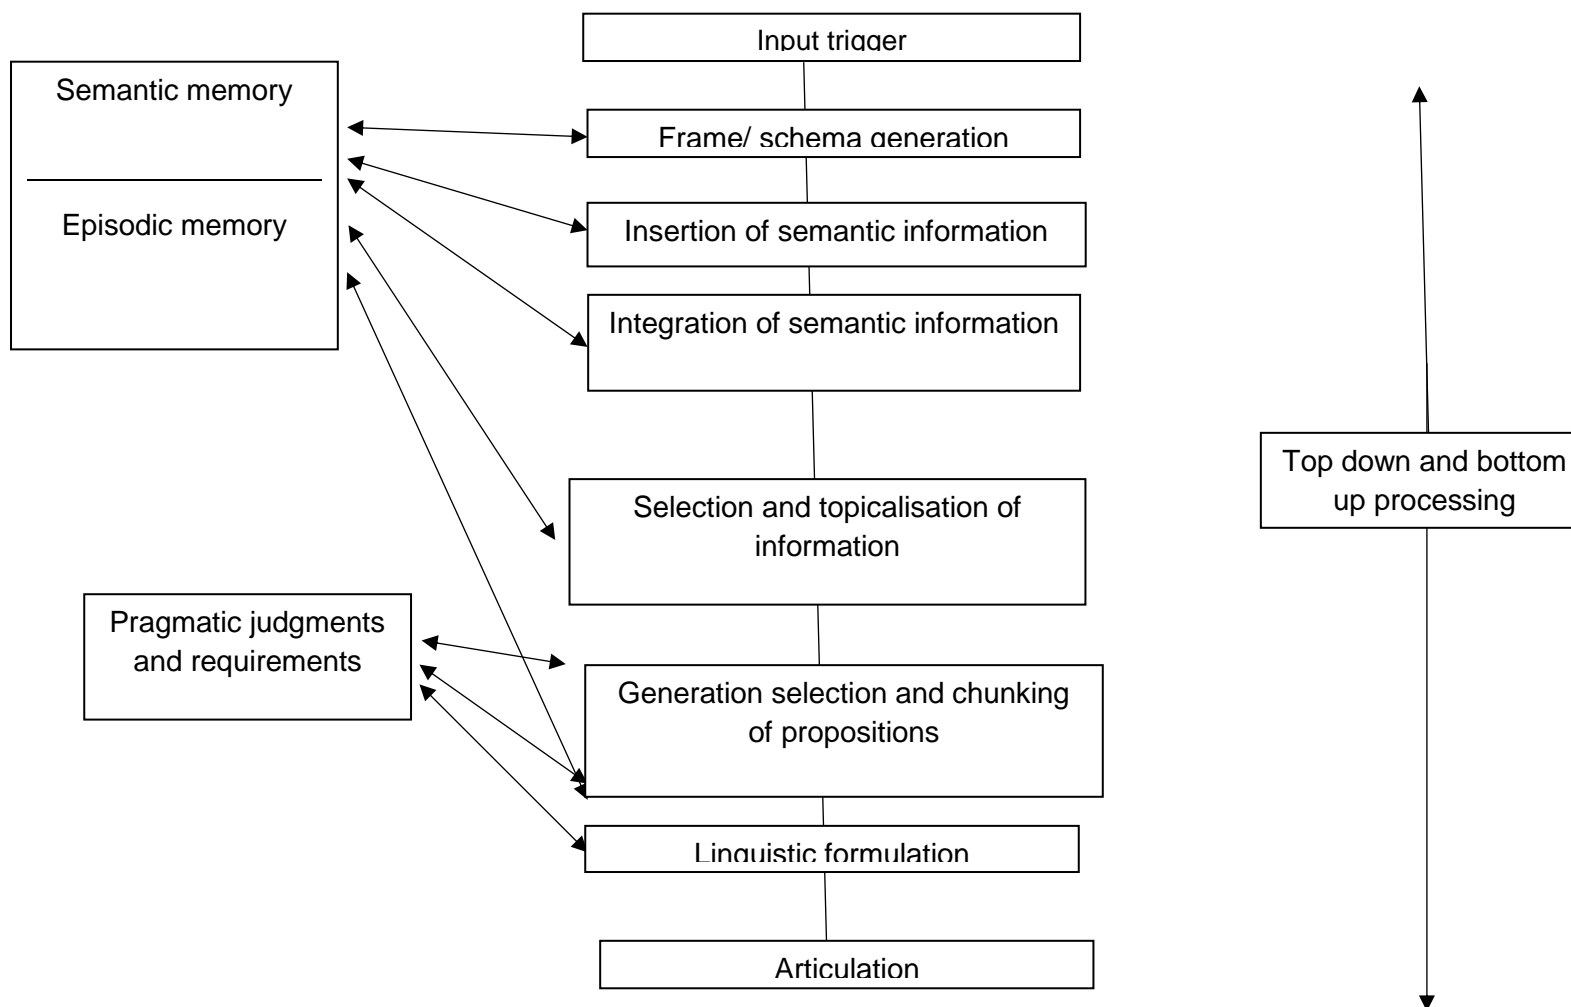 Input trigger
Semantic memory
Frame/ schema generation
Episodic memory
Insertion of semantic information
Integration of semantic information
Top down and bottom
up processing
Selection and topicalisation of
information
Pragmatic judgments
and requirements
Generation selection and chunking
of propositions
Linguistic formulation
Articulation